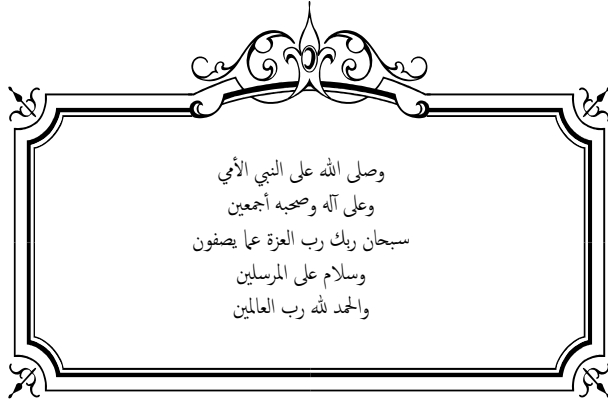 وصلى الله على النبي الأمي
وعلى آله وصحبه أجمعين
سبحان ربك رب العزة عما يصفون
وسلام على المرسلين
والحمد لله رب العالمين